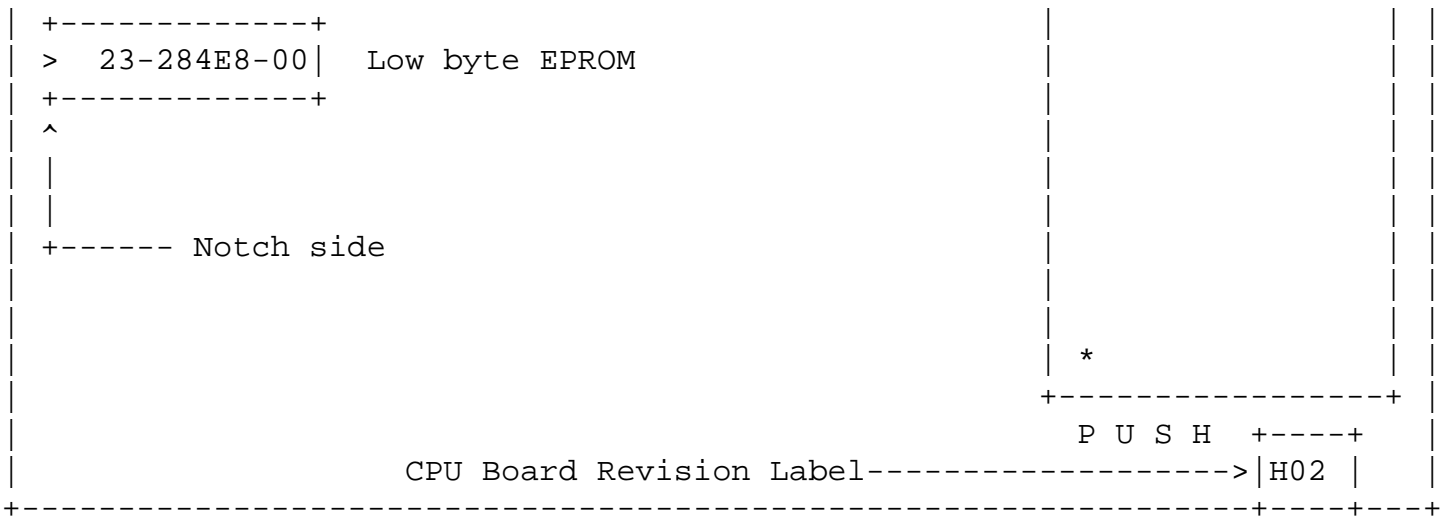 | +-------------+ | | |
| > 23-284E8-00| Low byte EPROM | | |
| +-------------+ | | |
| ^ | | |
| | | | |
| | | | |
| +------ Notch side | | |
| | | |
| | | |
| | * | |
| +-----------------+ |
| P U S H +----+ |
| CPU Board Revision Label------------------->|H02 | |
+----------------------------------------------------------------+----+---+